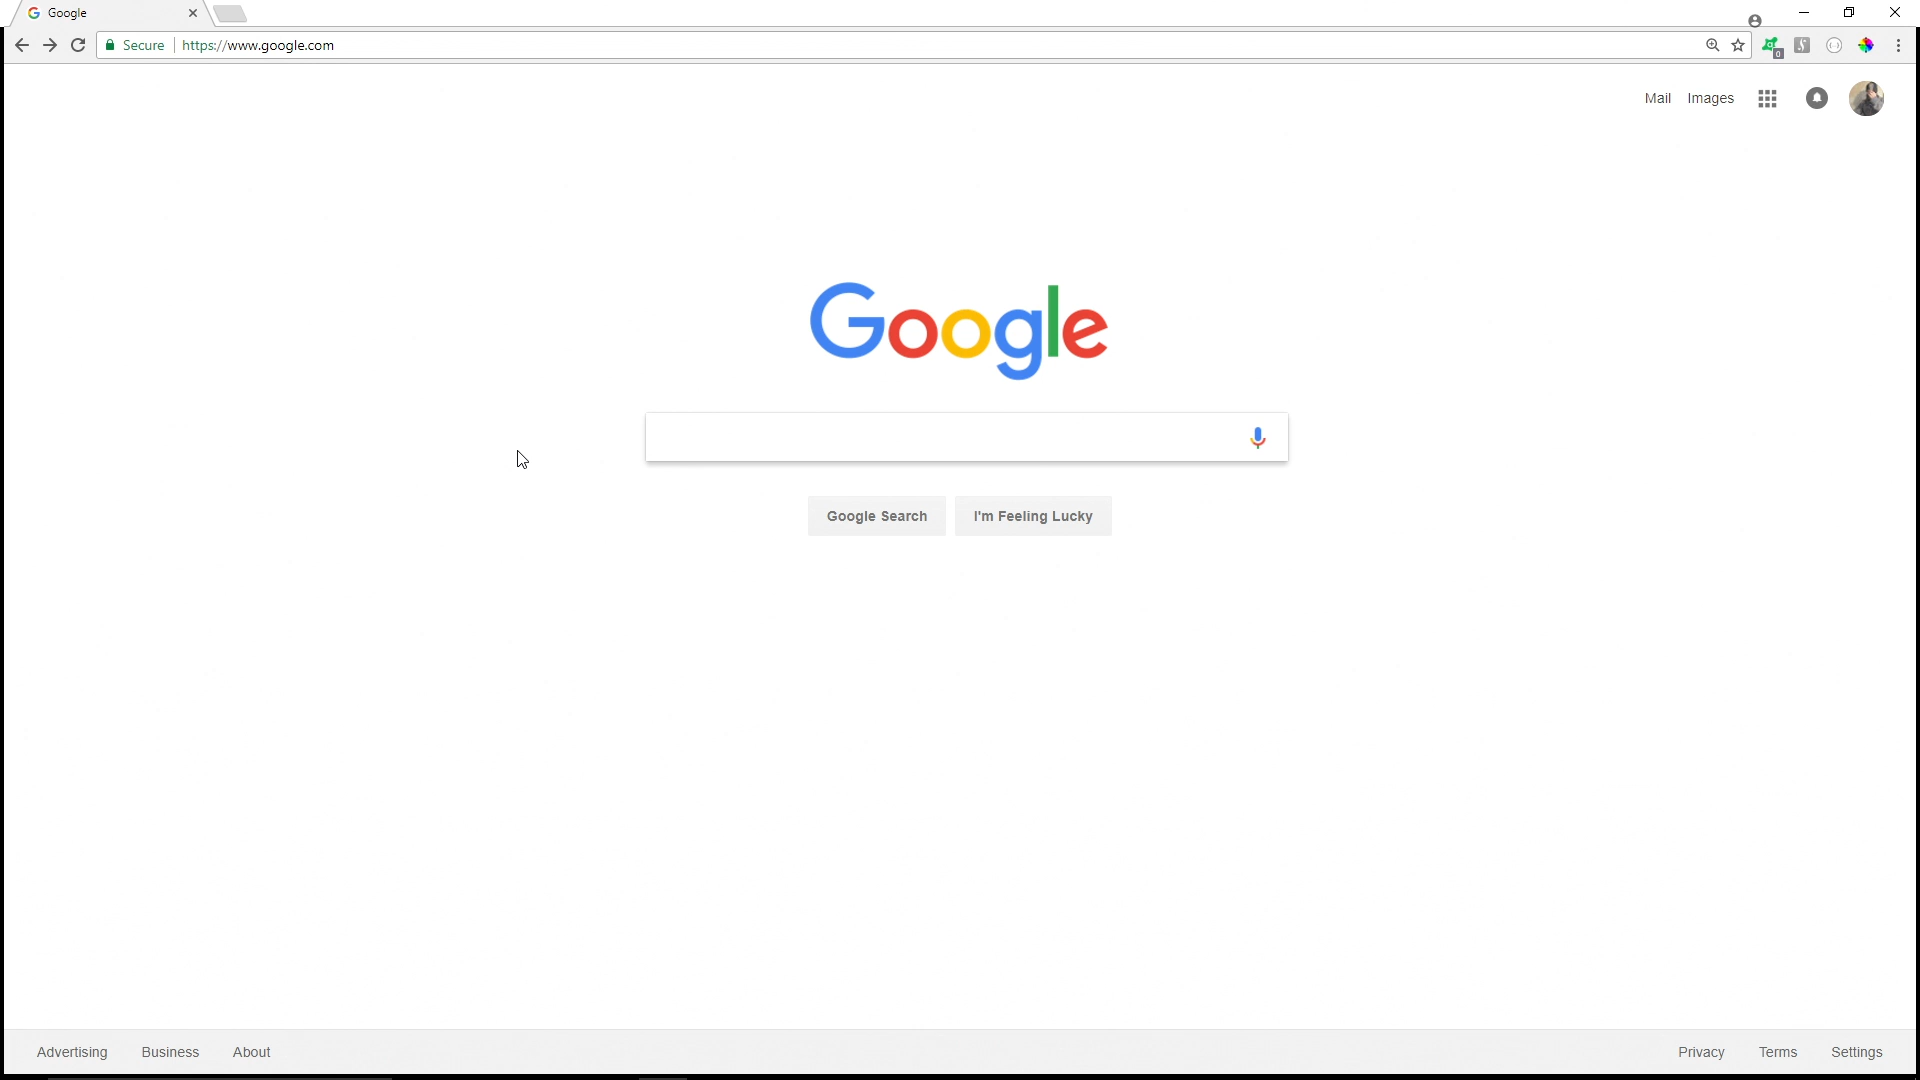 Google
Secure https://www.google.com
0
Mail Images
Google
Google Search I'm Feeling Lucky
Advertising Business About Privacy Terms Settings